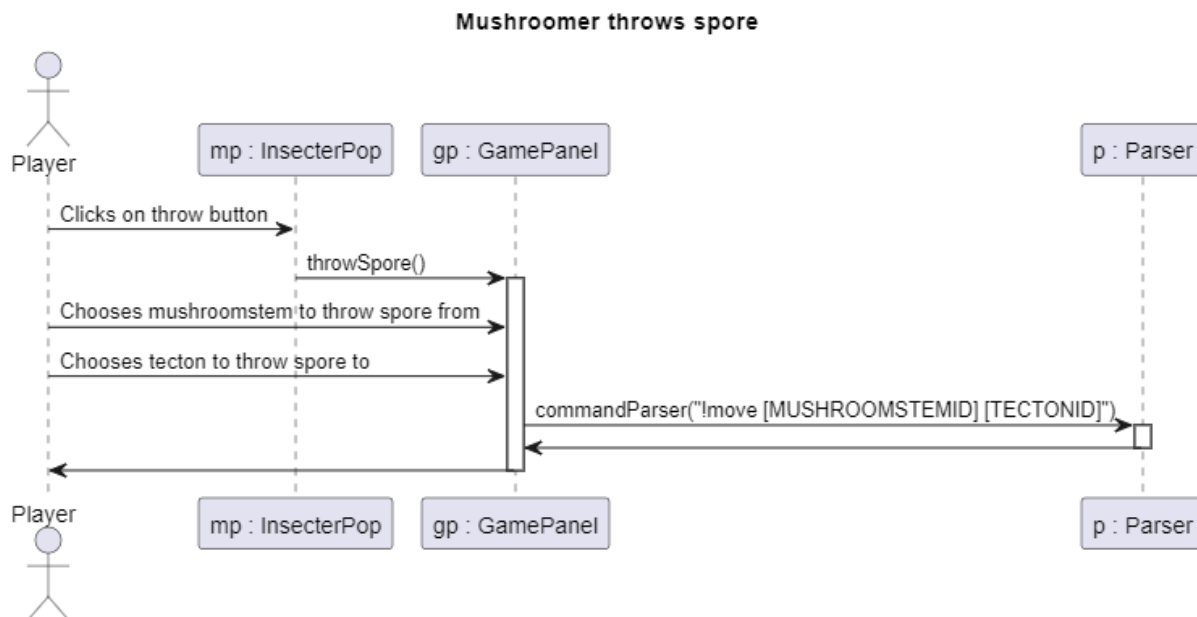 Mushroomer throws spore
Player
mp : InsecterPop
gp : GamePanel
p : Parser
Clicks on throw button
throwSpore()
Chooses mushroomstem to throw spore from
Chooses tecton to throw spore to
commandParser("!move [MUSHROOMSTEMID] [TECTONID]")
Player
mp : InsecterPop
gp : GamePanel
p : Parser